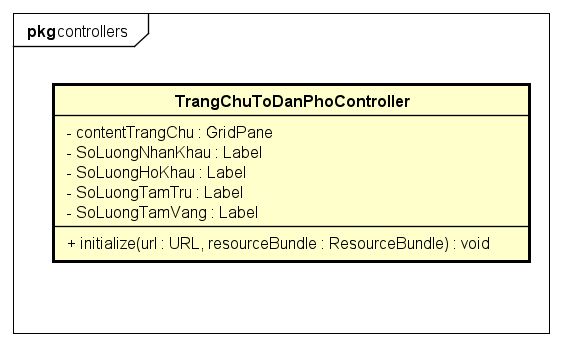 pkg controllers
TrangChuToDanPhoController
- contentTrangChu : GridPane
- SoLuongNhanKhau : Label
- SoLuongHoKhau : Label
- SoLuongTamTru : Label
- SoLuongTamVang : Label
+ initialize(url : URL, resourceBundle : ResourceBundle) : void